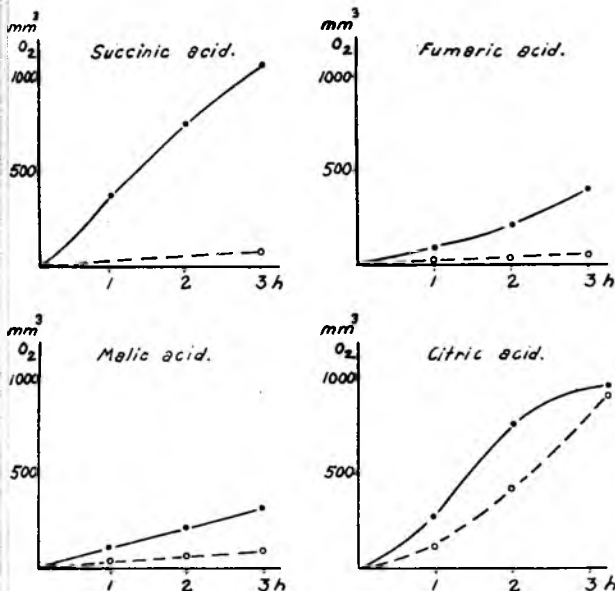 mm³
O₂
1000
500
Succinic acid.
1 2 3 h
mm³
O₂
1000
500
Fumaric acid.
1 2 3 h
mm³
O₂
1000
500
Malic acid.
1 2 3 h
mm³
O₂
1000
500
Citric acid.
1 2 3 h